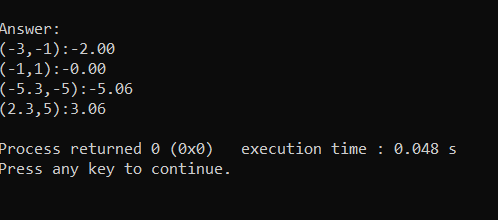 Answer:
(-3,-1):-2.00
(-1,1):-0.00
(-5.3,-5):-5.06
(2.3,5):3.06
Process returned 0 (0x0)   execution time : 0.048 s
Press any key to continue.